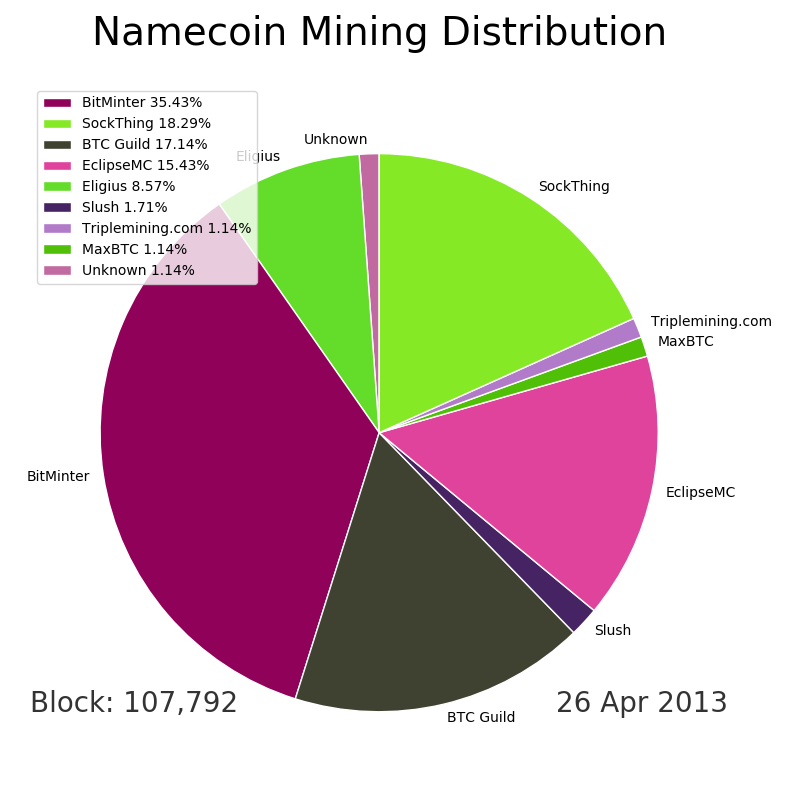 Namecoin Mining Distribution
BitMinter 35.43%
SockThing 18.29%
BTC Guild 17.14%
EclipseMC 15.43%
Eligius 8.57%
Slush 1.71%
Triplemining.com 1.14%
MaxBTC 1.14%
Unknown 1.14%
Unknown
Eligius
SockThing
Triplemining.com
MaxBTC
BitMinter
EclipseMC
Slush
BTC Guild
Block: 107,792
26 Apr 2013